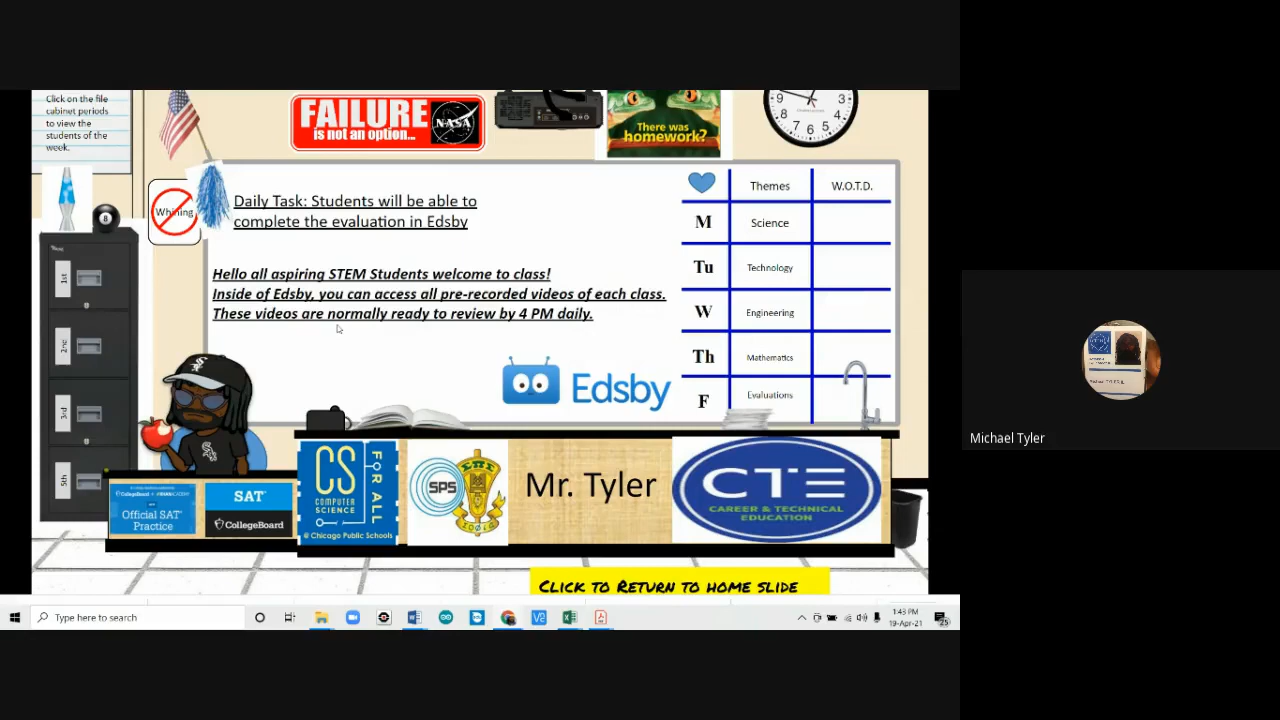 Click on the file
cabinet periods
to view the
students of the
week.
FAILURE
is not an option...
NASA
There was
homework?
Whining
8
Daily Task: Students will be able to
complete the evaluation in Edsby
Hello all aspiring STEM Students welcome to class!
Inside of Edsby, you can access all pre-recorded videos of each class.
These videos are normally ready to review by 4 PM daily.
Edsby
Themes W.O.T.D.
M Science
Tu Technology
W Engineering
Th Mathematics
F Evaluations
1st
2nd
3rd
5th
Official SAT
Practice
SAT
CollegeBoard
CS
FOR ALL
COMPUTER
SCIENCE
@ Chicago Public Schools
SPS
Mr. Tyler
CTE
CAREER & TECHNICAL
EDUCATION
CLICK TO RETURN TO HOME SLIDE
Type here to search
1:43 PM
19-Apr-21
25
Michael Tyler